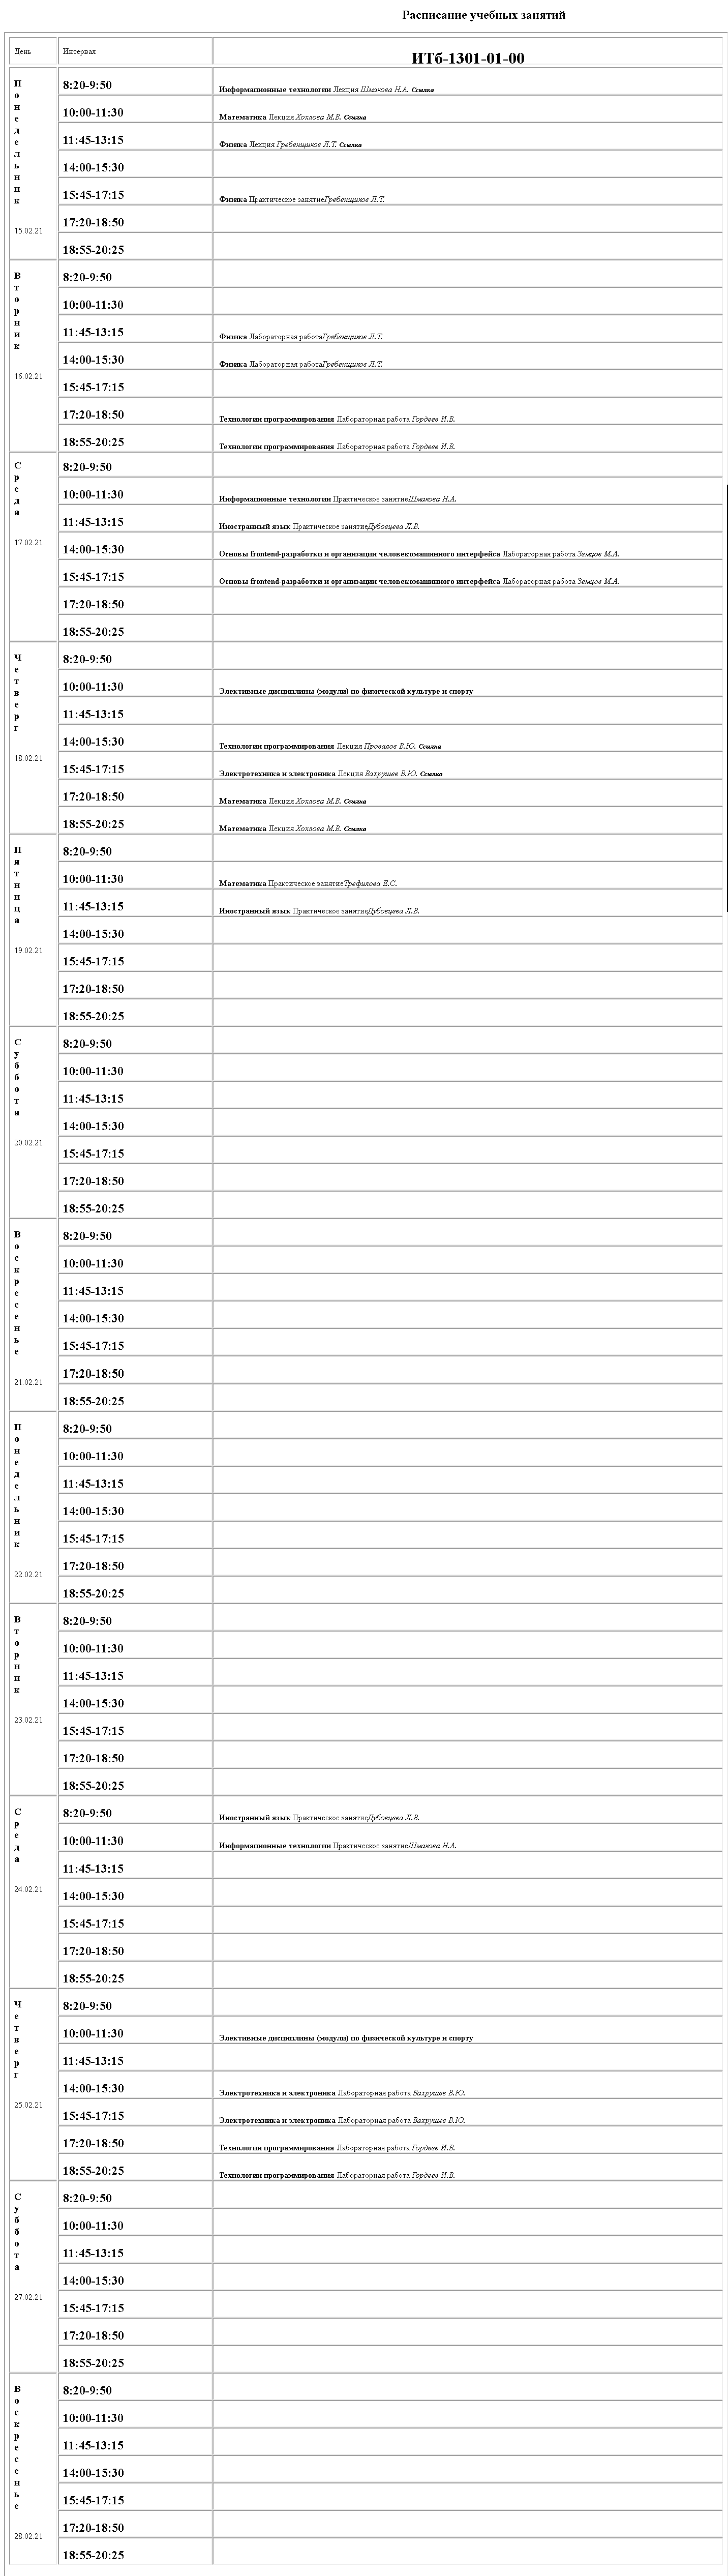 Расписание учебных занятий
День Интервал ИТб-1301-01-00
Понедельник
15.02.21
8:20-9:50 Информационные технологии Лекция Шмакова Н.А. Ссылка
10:00-11:30 Математика Лекция Хохлова М.В. Ссылка
11:45-13:15 Физика Лекция Гребенщиков Л.Т. Ссылка
14:00-15:30
15:45-17:15 Физика Практическое занятиеГребенщиков Л.Т.
17:20-18:50
18:55-20:25
Вторник
16.02.21
8:20-9:50
10:00-11:30
11:45-13:15 Физика Лабораторная работаГребенщиков Л.Т.
14:00-15:30 Физика Лабораторная работаГребенщиков Л.Т.
15:45-17:15
17:20-18:50 Технологии программирования Лабораторная работа Гордеев И.В.
18:55-20:25 Технологии программирования Лабораторная работа Гордеев И.В.
Среда
17.02.21
8:20-9:50
10:00-11:30 Информационные технологии Практическое занятиеШмакова Н.А.
11:45-13:15 Иностранный язык Практическое занятиеДубовцева Л.В.
14:00-15:30 Основы frontend-разработки и организации человекомашинного интерфейса Лабораторная работа Земцов М.А.
15:45-17:15 Основы frontend-разработки и организации человекомашинного интерфейса Лабораторная работа Земцов М.А.
17:20-18:50
18:55-20:25
Четверг
18.02.21
8:20-9:50
10:00-11:30 Элективные дисциплины (модули) по физической культуре и спорту
11:45-13:15
14:00-15:30 Технологии программирования Лекция Провалов В.Ю. Ссылка
15:45-17:15 Электротехника и электроника Лекция Вахрушев В.Ю. Ссылка
17:20-18:50 Математика Лекция Хохлова М.В. Ссылка
18:55-20:25 Математика Лекция Хохлова М.В. Ссылка
Пятница
19.02.21
8:20-9:50
10:00-11:30 Математика Практическое занятиеТрефилова Е.С.
11:45-13:15 Иностранный язык Практическое занятиеДубовцева Л.В.
14:00-15:30
15:45-17:15
17:20-18:50
18:55-20:25
Суббота
20.02.21
8:20-9:50
10:00-11:30
11:45-13:15
14:00-15:30
15:45-17:15
17:20-18:50
18:55-20:25
Воскресенье
21.02.21
8:20-9:50
10:00-11:30
11:45-13:15
14:00-15:30
15:45-17:15
17:20-18:50
18:55-20:25
Понедельник
22.02.21
8:20-9:50
10:00-11:30
11:45-13:15
14:00-15:30
15:45-17:15
17:20-18:50
18:55-20:25
Вторник
23.02.21
8:20-9:50
10:00-11:30
11:45-13:15
14:00-15:30
15:45-17:15
17:20-18:50
18:55-20:25
Среда
24.02.21
8:20-9:50 Иностранный язык Практическое занятиеДубовцева Л.В.
10:00-11:30 Информационные технологии Практическое занятиеШмакова Н.А.
11:45-13:15
14:00-15:30
15:45-17:15
17:20-18:50
18:55-20:25
Четверг
25.02.21
8:20-9:50
10:00-11:30 Элективные дисциплины (модули) по физической культуре и спорту
11:45-13:15
14:00-15:30 Электротехника и электроника Лабораторная работа Вахрушев В.Ю.
15:45-17:15 Электротехника и электроника Лабораторная работа Вахрушев В.Ю.
17:20-18:50 Технологии программирования Лабораторная работа Гордеев И.В.
18:55-20:25 Технологии программирования Лабораторная работа Гордеев И.В.
Суббота
27.02.21
8:20-9:50
10:00-11:30
11:45-13:15
14:00-15:30
15:45-17:15
17:20-18:50
18:55-20:25
Воскресенье
28.02.21
8:20-9:50
10:00-11:30
11:45-13:15
14:00-15:30
15:45-17:15
17:20-18:50
18:55-20:25